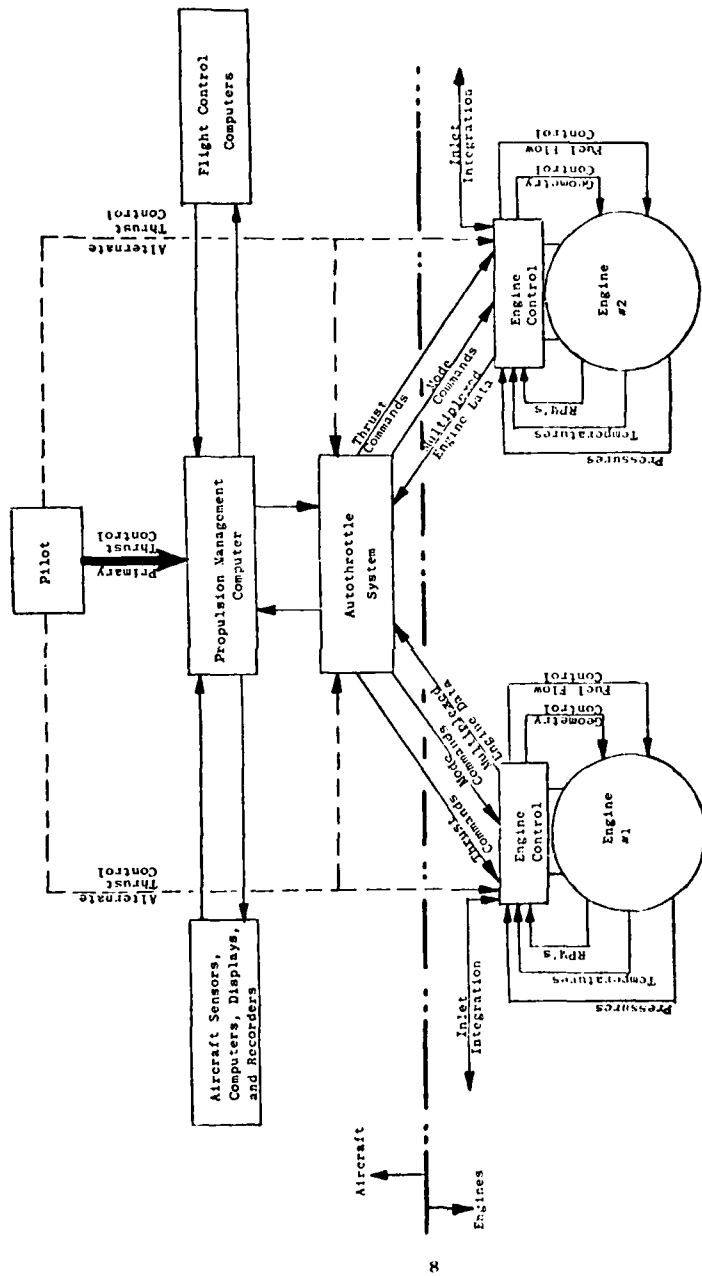 Pilot
Primary
Thrust
Control
Alternate
Thrust
Control
Alternate
Thrust
Control
Aircraft Sensors,
Computers, Displays,
and Recorders
Propulsion Management
Computer
Flight Control
Computers
Autothrottle
System
Aircraft
Engines
Thrust
Commands
Mode
Commands
Multiplexed
Engine Data
Thrust
Commands
Mode
Commands
Multiplexed
Engine Data
Inlet
Integration
Inlet
Integration
Engine
Control
Geometry
Control
Fuel Flow
Control
RPM's
Temperatures
Pressures
Engine
#1
Engine
Control
Geometry
Control
Fuel Flow
Control
RPM's
Temperatures
Pressures
Engine
#2
8